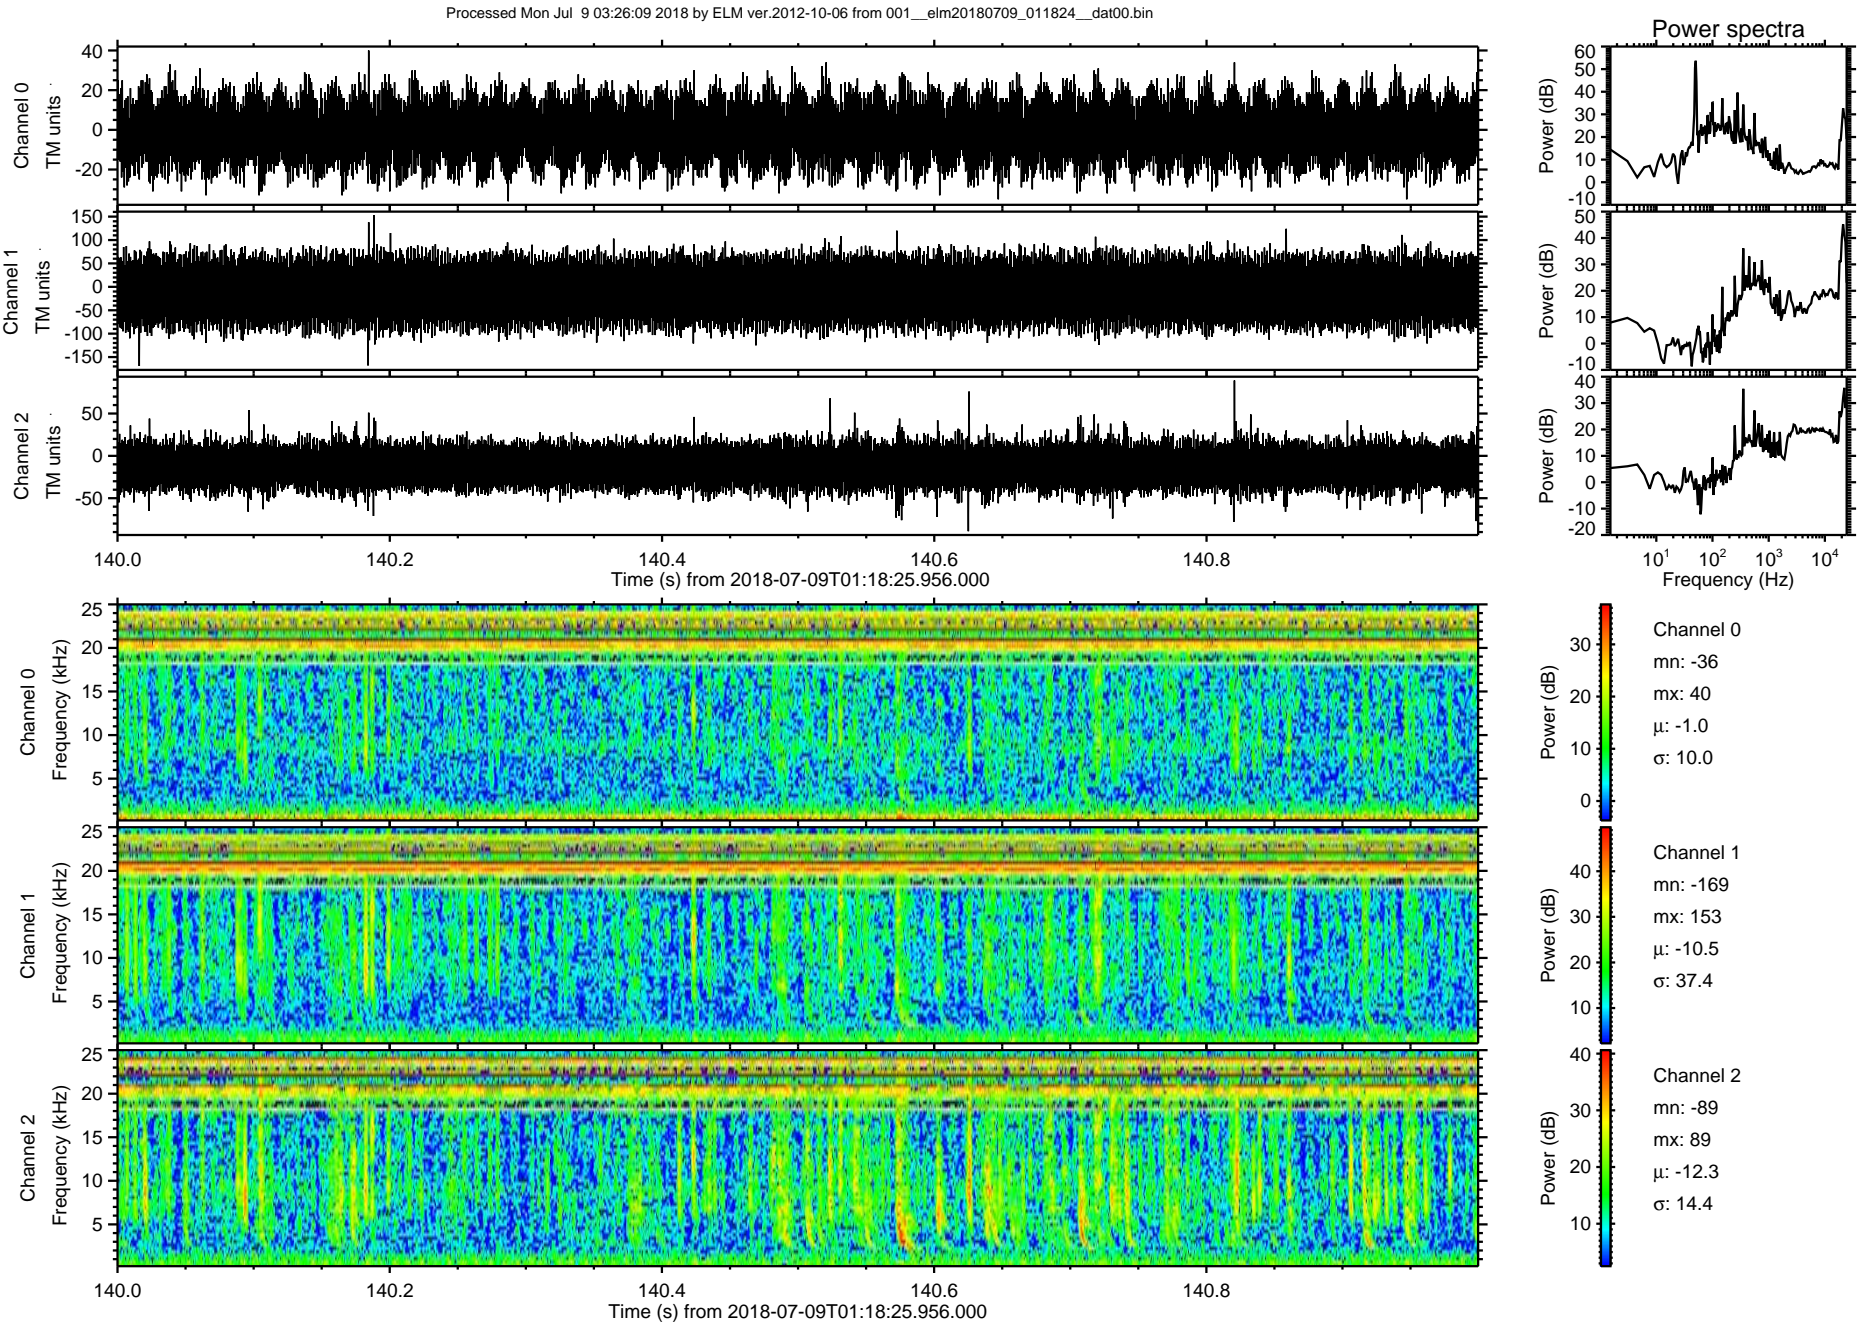 Processed Mon Jul  9 03:26:09 2018 by ELM ver.2012-10-06 from 001__elm20180709_011824__dat00.bin
Power spectra
Channel 0
TM units
40
20
0
-20
Power (dB)
60
50
40
30
20
10
0
-10
Channel 1
TM units
150
100
50
0
-50
-100
-150
Power (dB)
50
40
30
20
10
0
-10
Channel 2
TM units
50
0
-50
Power (dB)
40
30
20
10
0
-10
-20
140.0 140.2 140.4 140.6 140.8
Time (s) from 2018-07-09T01:18:25.956.000
10¹ 10² 10³ 10⁴
Frequency (Hz)
Channel 0
Frequency (kHz)
25
20
15
10
5
Power (dB)
30
20
10
0
Channel 0
mn: -36
mx: 40
μ: -1.0
σ: 10.0
Channel 1
Frequency (kHz)
25
20
15
10
5
Power (dB)
40
30
20
10
Channel 1
mn: -169
mx: 153
μ: -10.5
σ: 37.4
Channel 2
Frequency (kHz)
25
20
15
10
5
Power (dB)
40
30
20
10
Channel 2
mn: -89
mx: 89
μ: -12.3
σ: 14.4
140.0 140.2 140.4 140.6 140.8
Time (s) from 2018-07-09T01:18:25.956.000